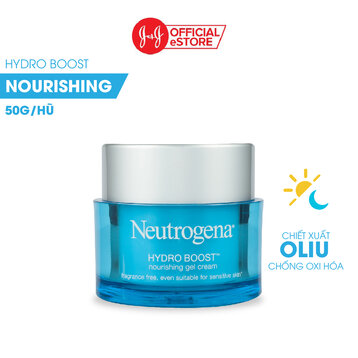 J&J OFFICIAL
eSTORE
HYDRO BOOST
NOURISHING
50G/HŨ
Neutrogena®
HYDRO BOOST™
nourishing gel cream
fragrance free, even suitable for sensitive skin*
CHIẾT XUẤT
OLIU
CHỐNG OXI HÓA